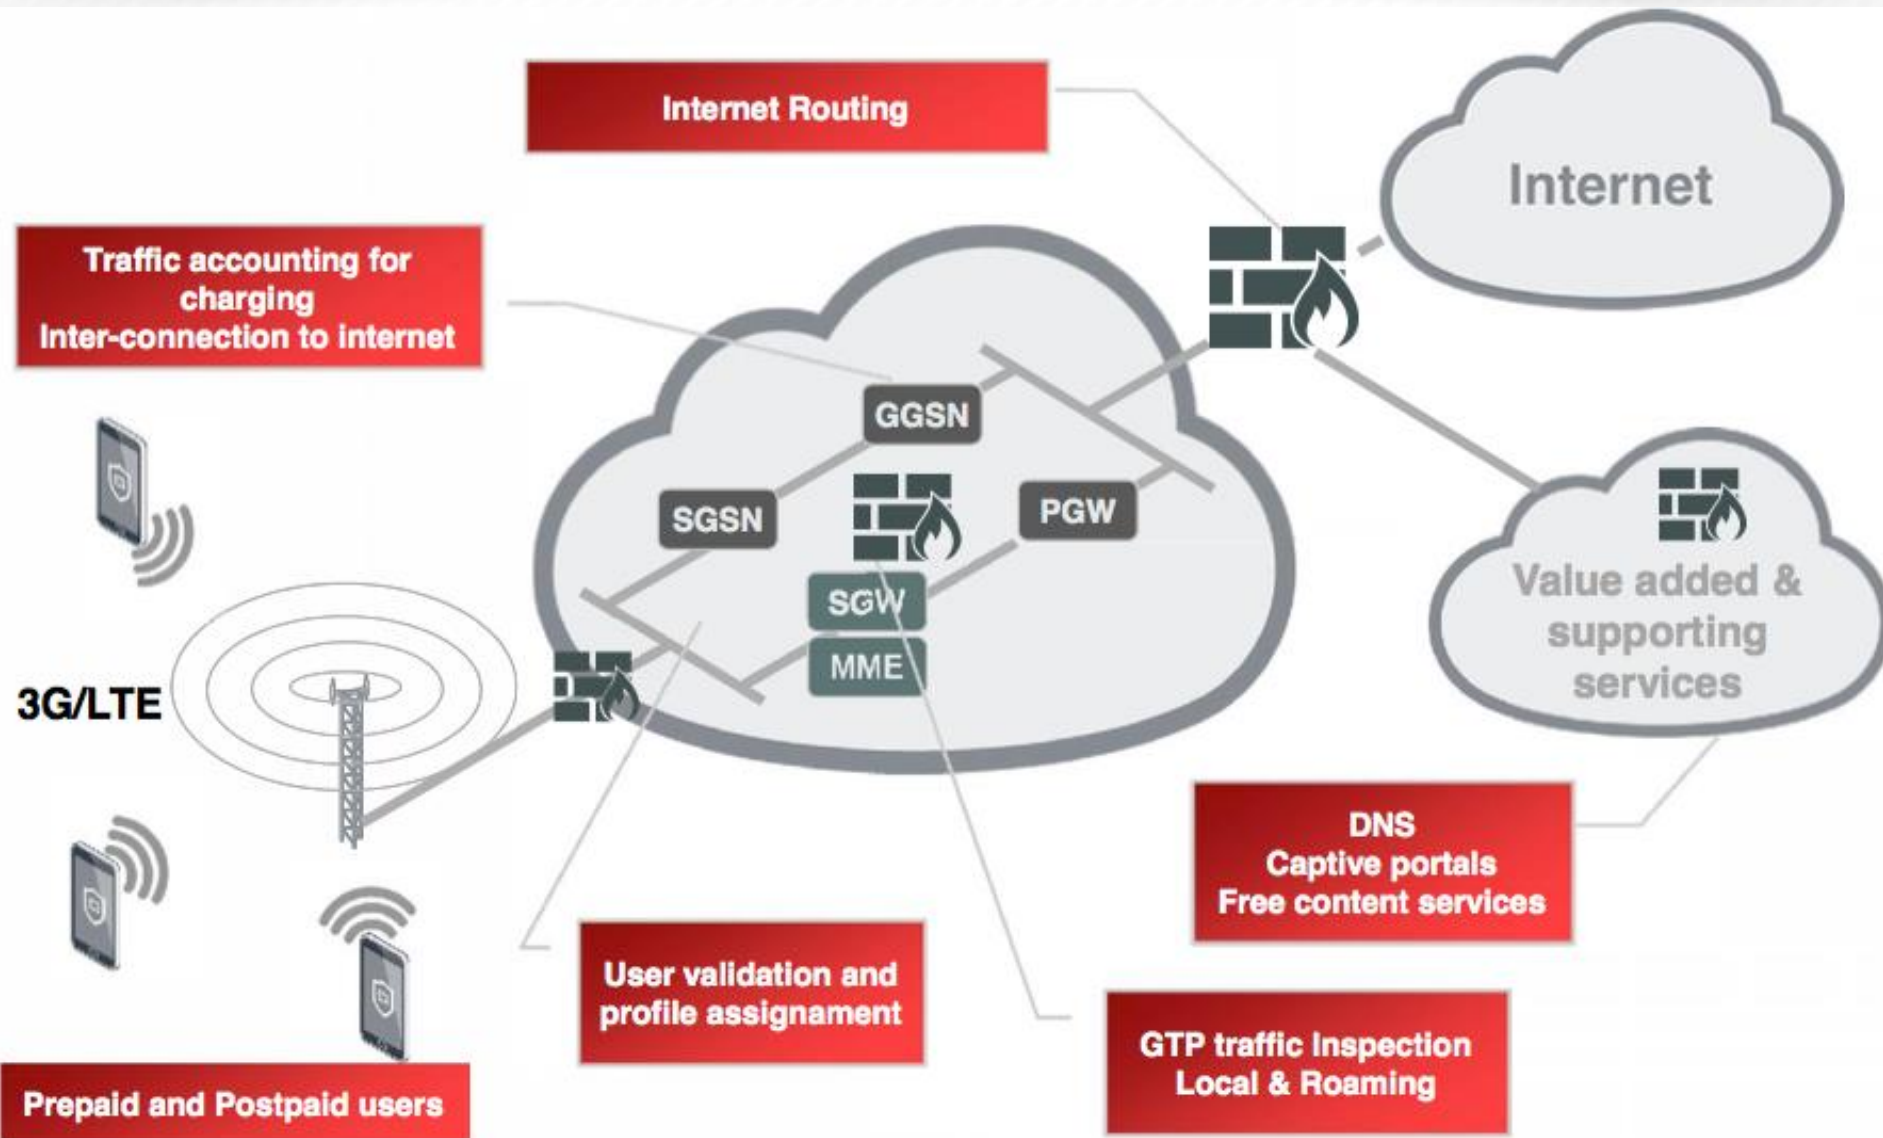 Internet Routing
Internet
Traffic accounting for
charging
Inter-connection to internet
GGSN
SGSN
PGW
SGW
MME
Value added &
supporting
services
3G/LTE
DNS
Captive portals
Free content services
User validation and
profile assignament
GTP traffic Inspection
Local & Roaming
Prepaid and Postpaid users